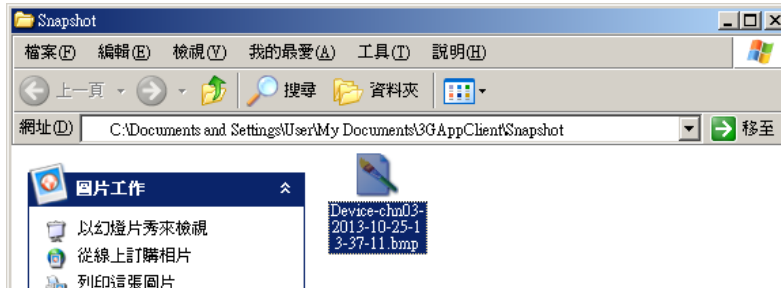 Snapshot
檔案(F) 編輯(E) 檢視(V) 我的最愛(A) 工具(T) 說明(H)
上一頁 搜尋 資料夾
網址(D) C:\Documents and Settings\User\My Documents\3GAppClient\Snapshot 移至
圖片工作
以幻燈片秀來檢視
從線上訂購相片
列印這張圖片
Device-chn03-
2013-10-25-1
3-37-11.bmp